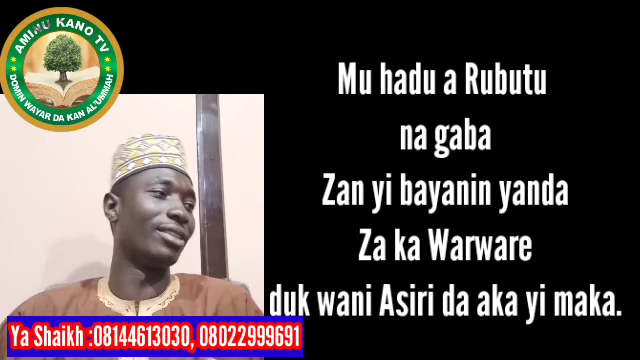 AMINU KANO TV
DOMIN WAYAR DA KAN AL'UMMAH
Mu hadu a Rubutu
na gaba
Zan yi bayanin yanda
Za ka Warware
duk wani Asiri da aka yi maka.
Ya Shaikh :08144613030, 08022999691